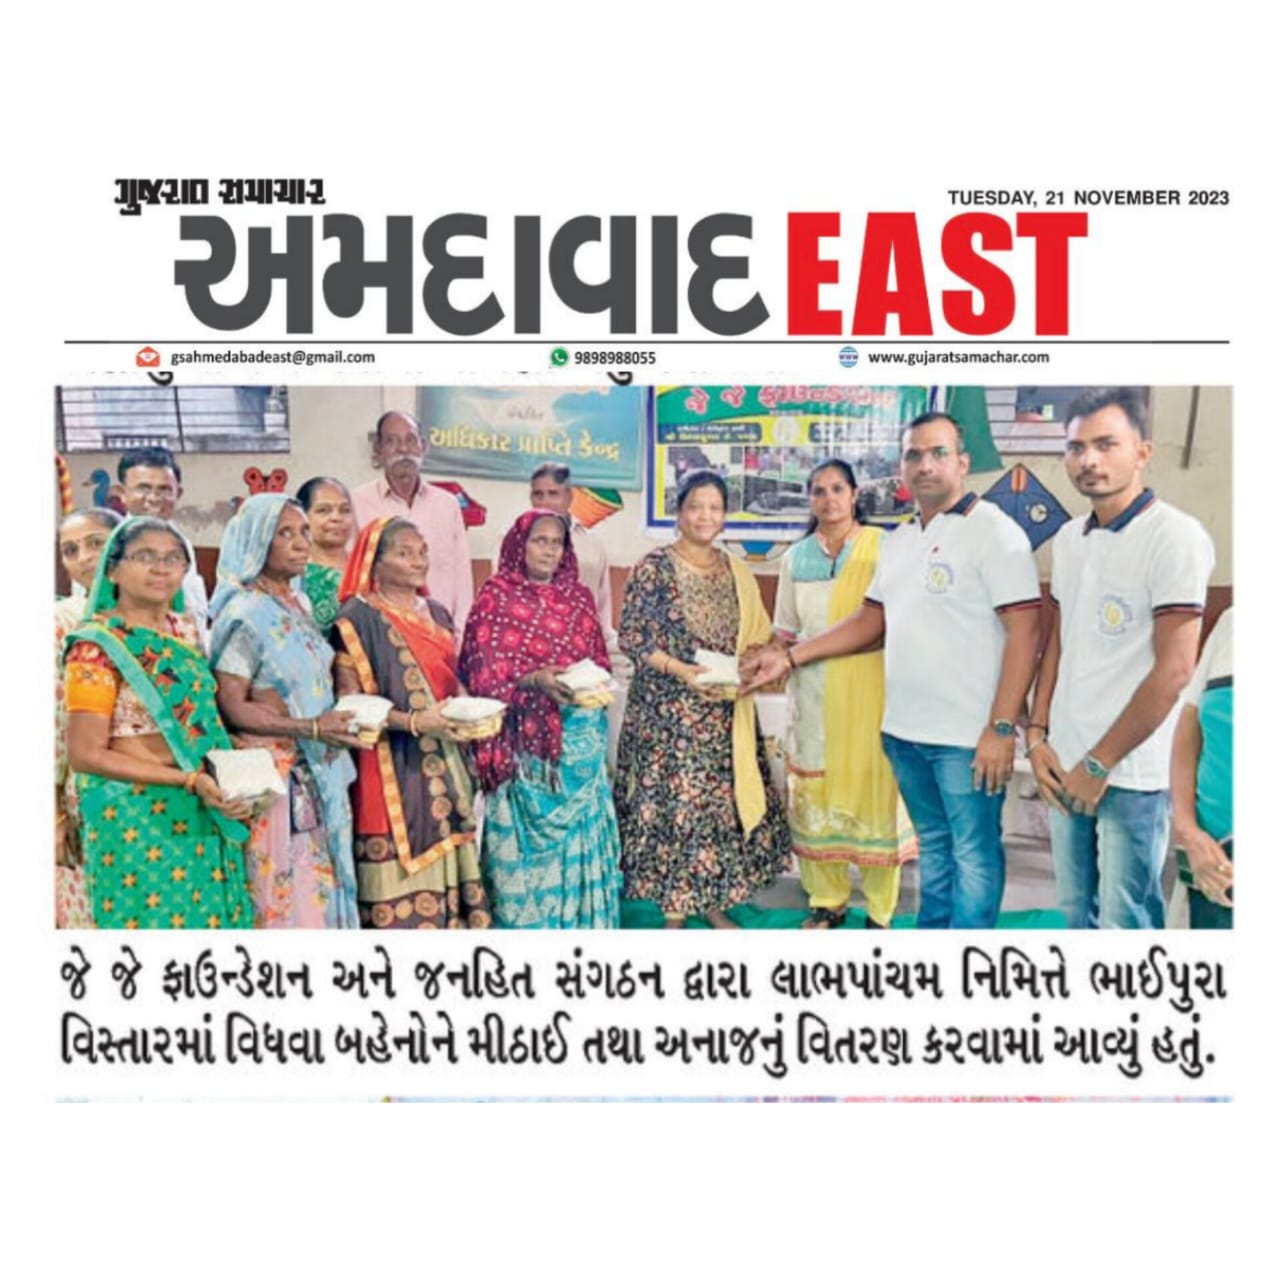 ગુજરાત સમાચાર
TUESDAY, 21 NOVEMBER 2023
અમદાવાદ EAST
gsahmedabadeast@gmail.com 9898988055 www.gujaratsamachar.com
અધિકાર પ્રાપ્તિ કેન્દ્ર
જે જે ફાઉન્ડેશન
જે જે ફાઉન્ડેશન અને જનહિત સંગઠન દ્વારા લાભપાંચમ નિમિત્તે ભાઈપુરા
વિસ્તારમાં વિધવા બહેનોને મીઠાઈ તથા અનાજનું વિતરણ કરવામાં આવ્યું હતું.